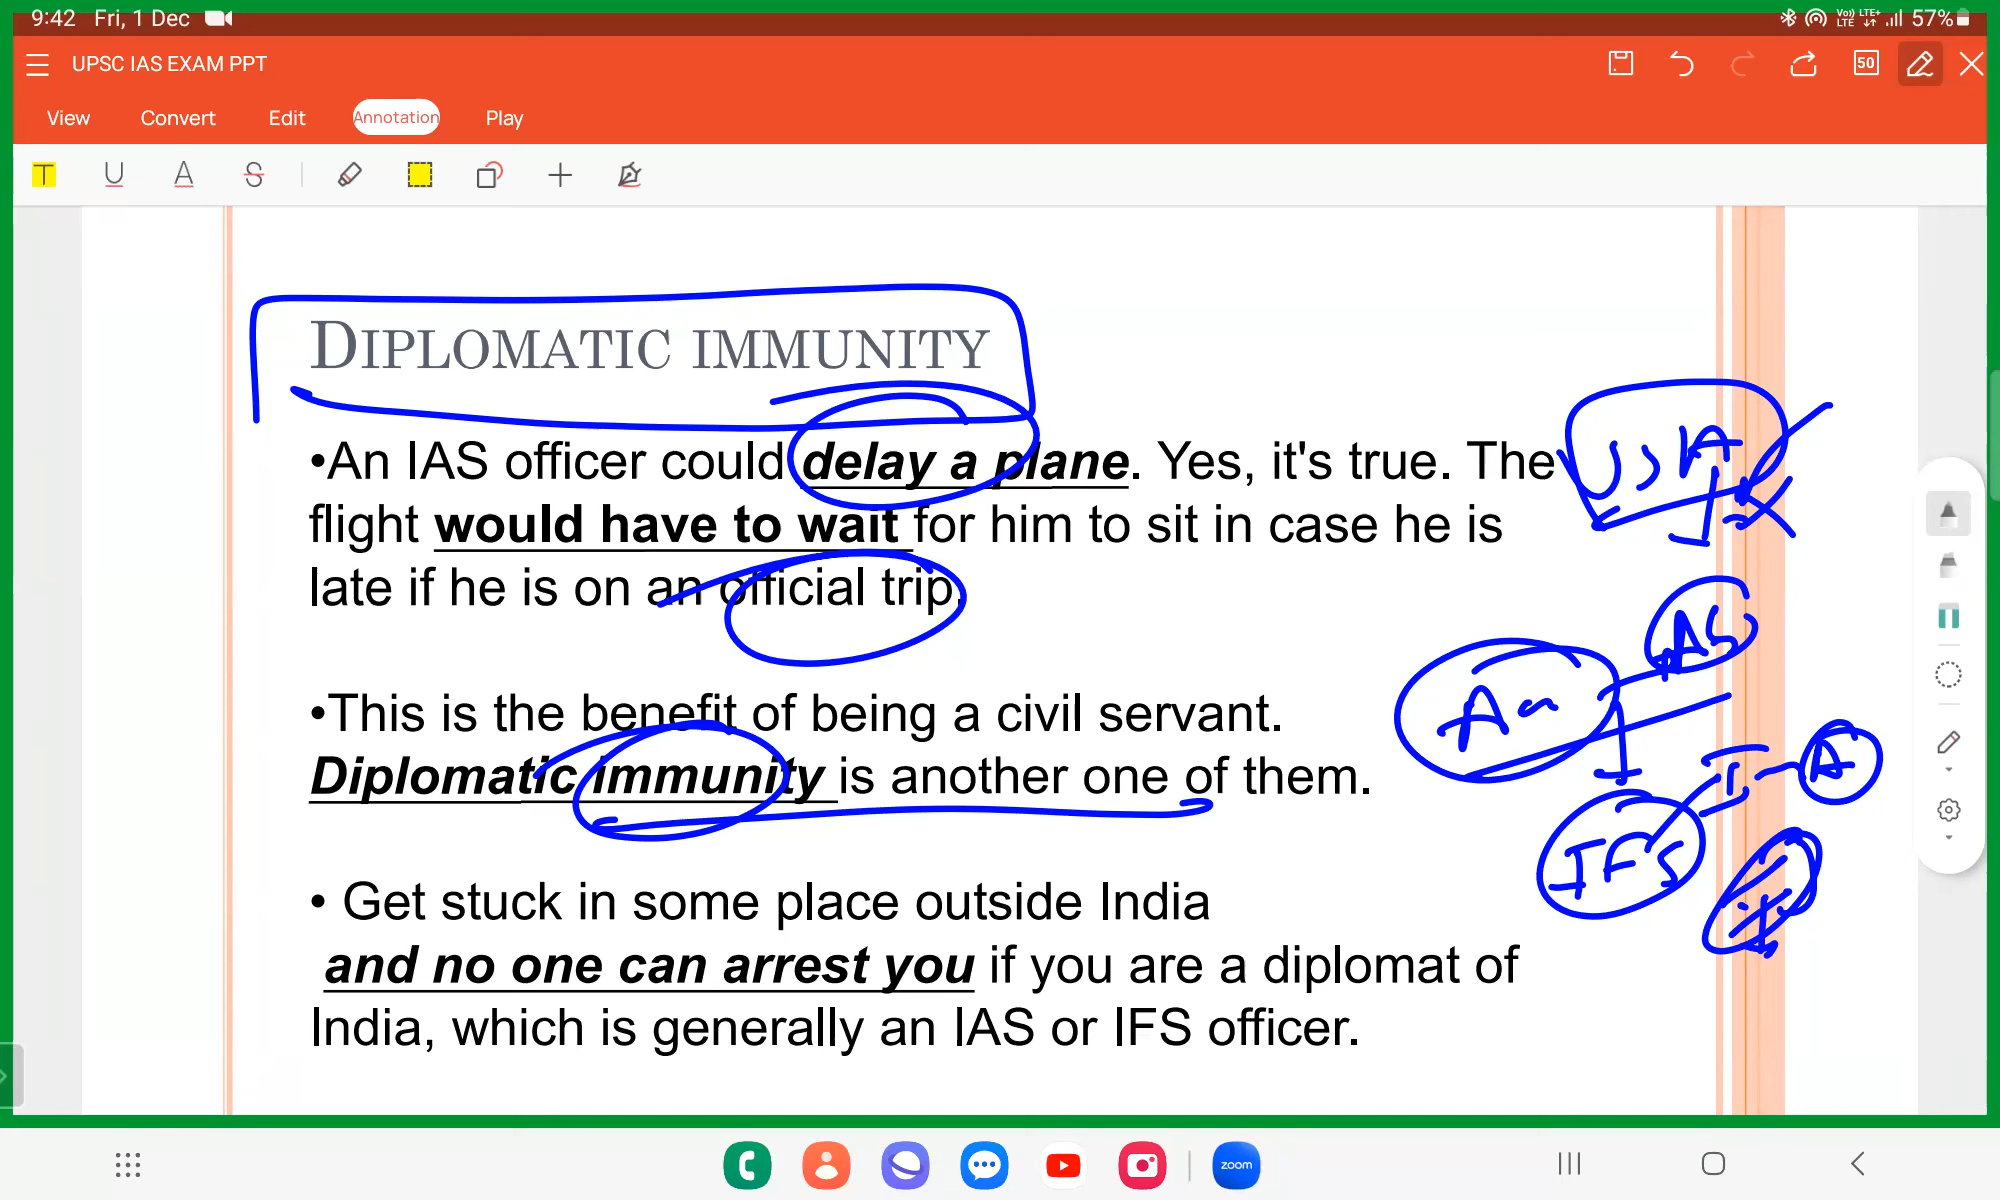 9:42 Fri, 1 Dec
Vo)) LTE LTE+ 57%
UPSC IAS EXAM PPT
50
View Convert Edit Annotation Play
T U A S
DIPLOMATIC IMMUNITY
•An IAS officer could delay a plane. Yes, it's true. The
flight would have to wait for him to sit in case he is
late if he is on an official trip.
•This is the benefit of being a civil servant.
Diplomatic immunity is another one of them.
• Get stuck in some place outside India
and no one can arrest you if you are a diplomat of
India, which is generally an IAS or IFS officer.
IFS
A
zoom